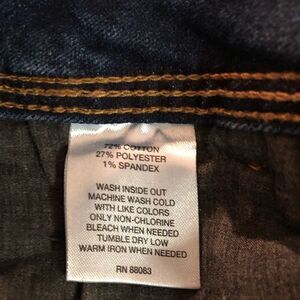 72% COTTON
27% POLYESTER
1% SPANDEX
WASH INSIDE OUT
MACHINE WASH COLD
WITH LIKE COLORS
ONLY NON-CHLORINE
BLEACH WHEN NEEDED
TUMBLE DRY LOW
WARM IRON WHEN NEEDED
RN 88083